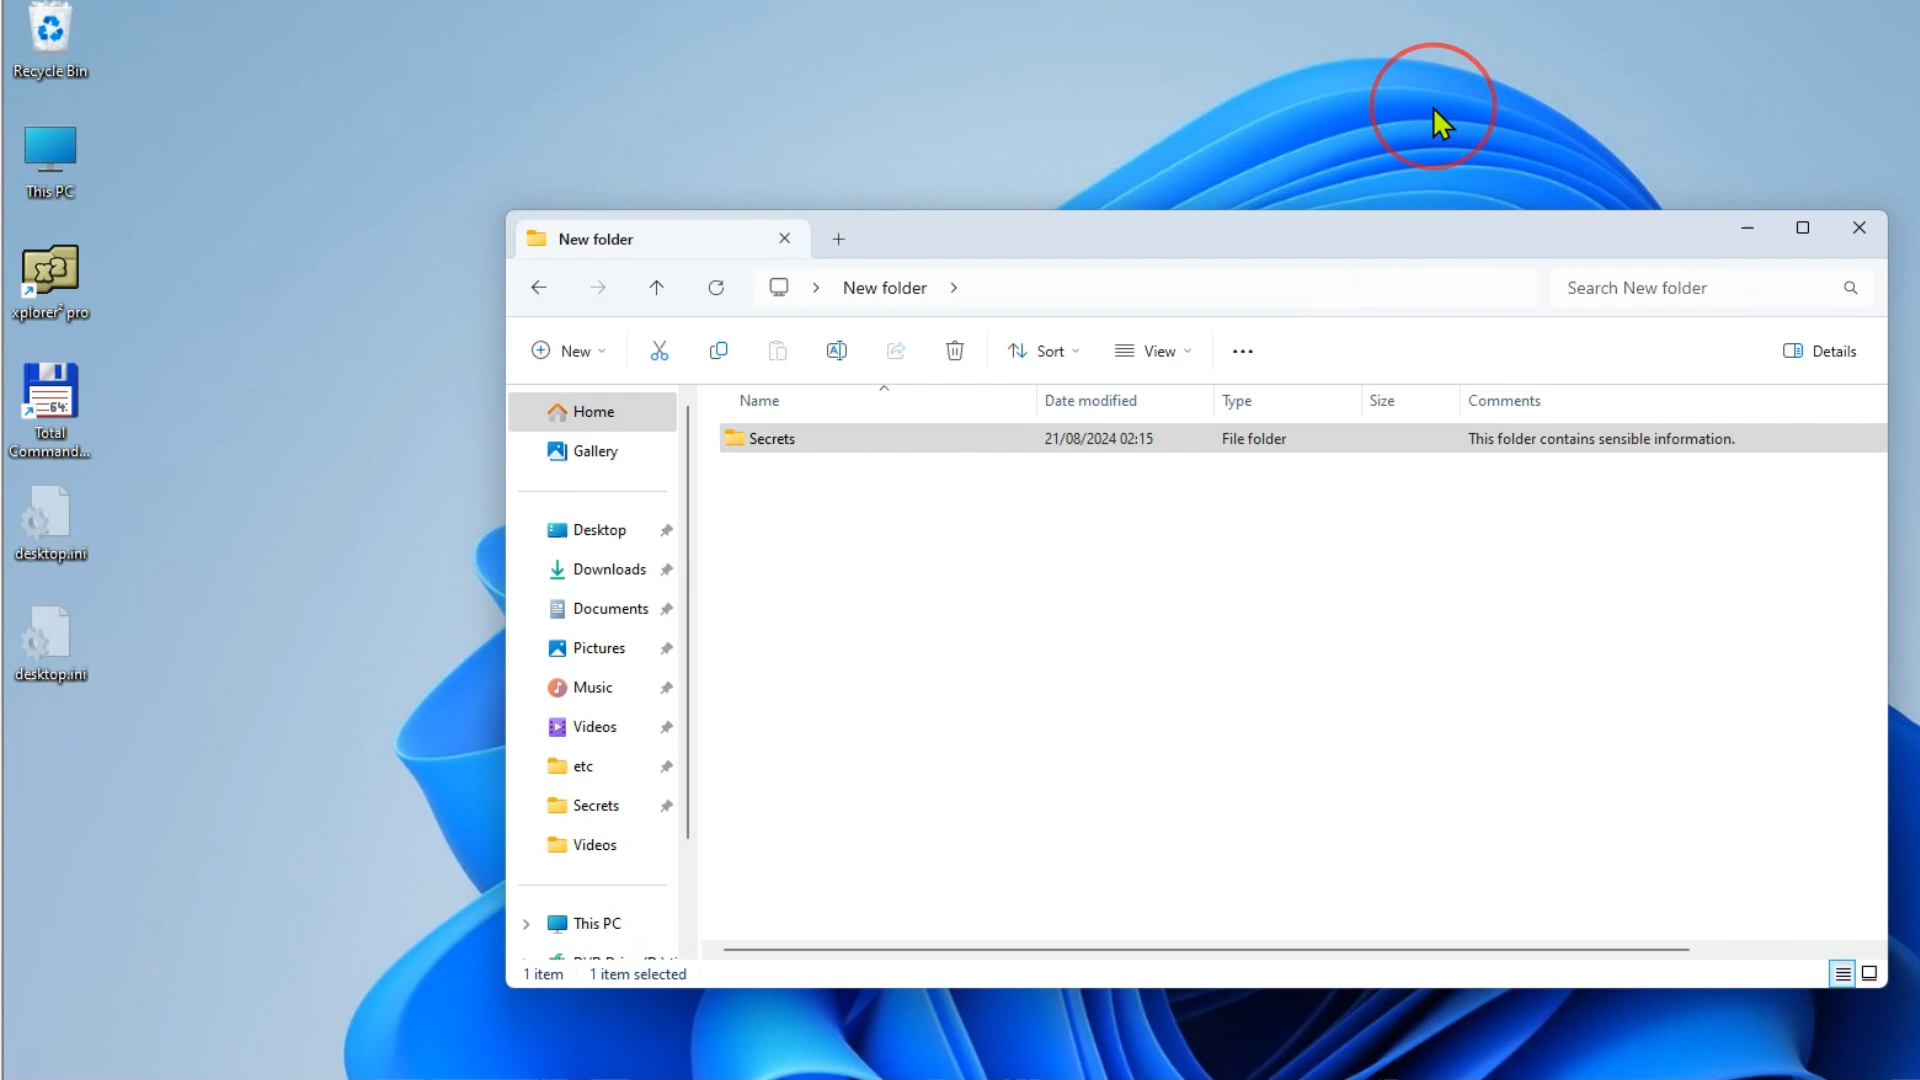 Recycle Bin
This PC
xplorer² pro
Total
Command...
desktop.ini
desktop.ini
New folder
New folder
Search New folder
New
Sort
View
Details
Name
Date modified
Type
Size
Comments
Secrets
21/08/2024 02:15
File folder
This folder contains sensible information.
Home
Gallery
Desktop
Downloads
Documents
Pictures
Music
Videos
etc
Secrets
Videos
This PC
1 item
1 item selected